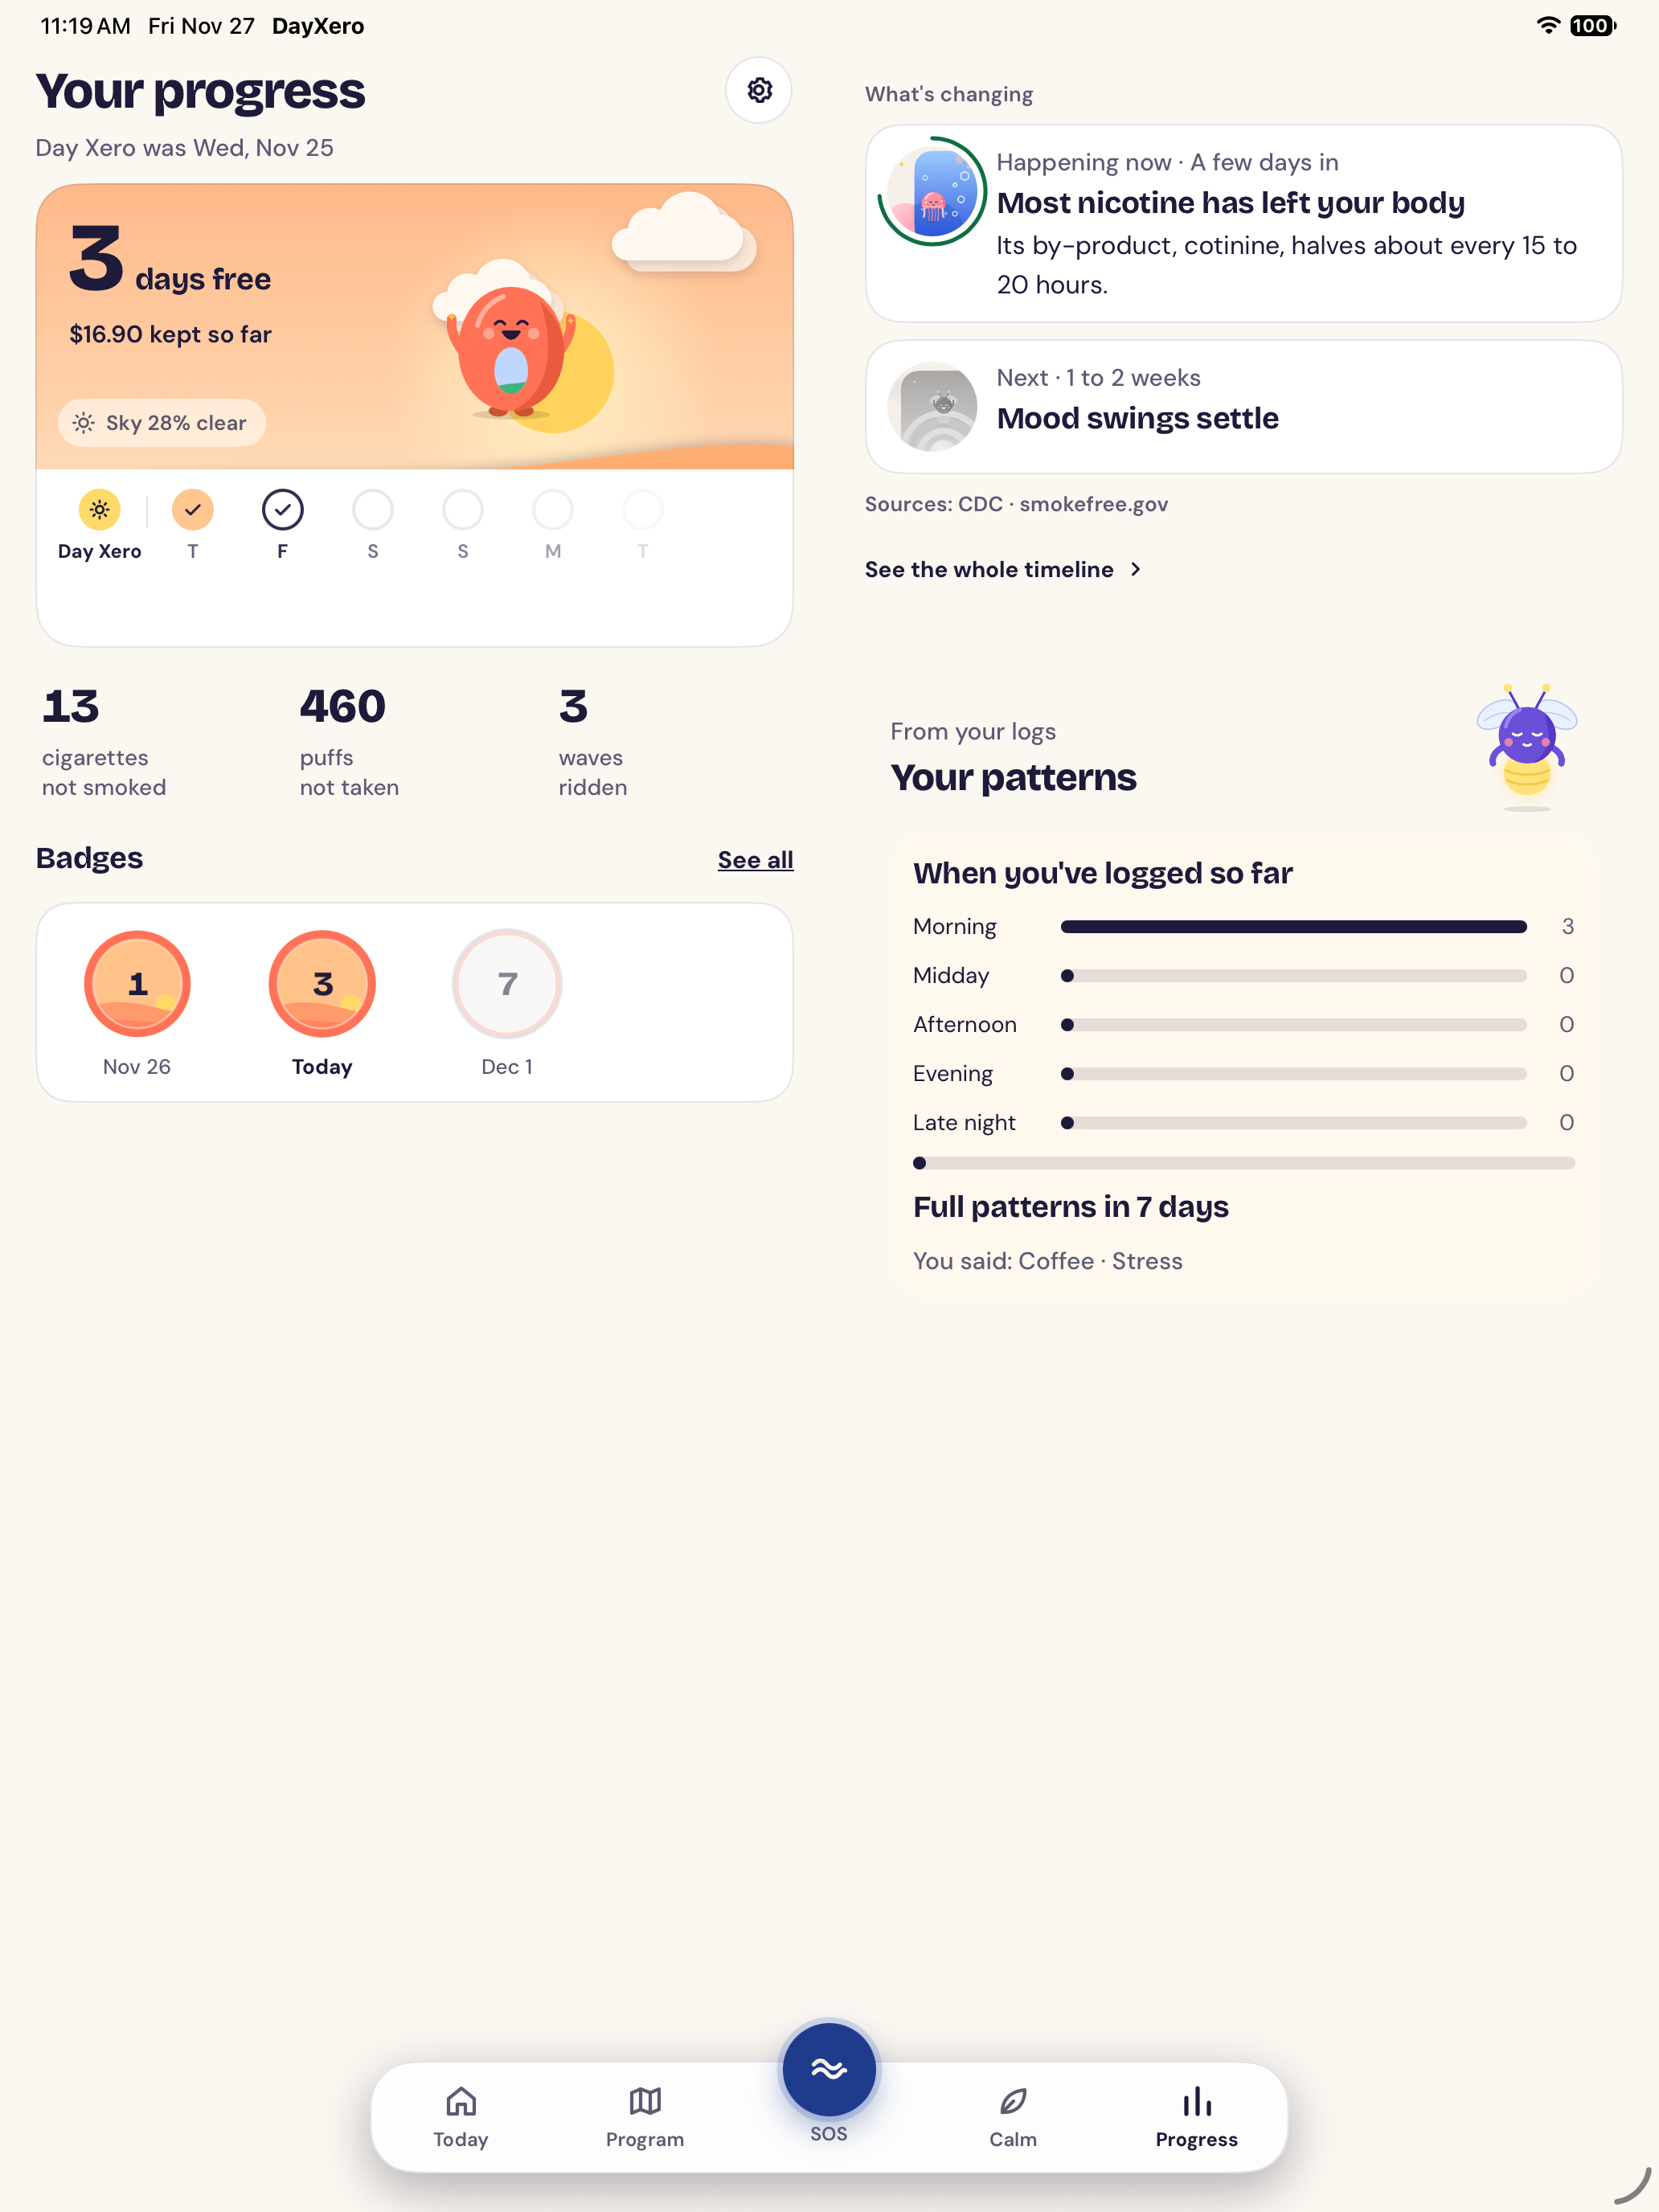 11:19 AM Fri Nov 27 DayXero
100
Your progress
Day Xero was Wed, Nov 25
3 days free
$16.90 kept so far
Sky 28% clear
Day Xero T F S S M T
13
cigarettes
not smoked
460
puffs
not taken
3
waves
ridden
Badges
See all
1
Nov 26
3
Today
7
Dec 1
What's changing
Happening now · A few days in
Most nicotine has left your body
Its by-product, cotinine, halves about every 15 to
20 hours.
Next · 1 to 2 weeks
Mood swings settle
Sources: CDC · smokefree.gov
See the whole timeline
From your logs
Your patterns
When you've logged so far
Morning 3
Midday 0
Afternoon 0
Evening 0
Late night 0
Full patterns in 7 days
You said: Coffee · Stress
Today
Program
SOS
Calm
Progress